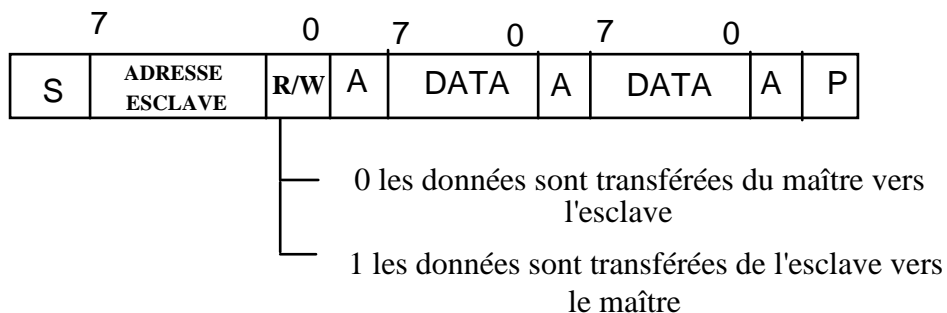 7 0 7 0 7 0
S ADRESSE ESCLAVE R/W A DATA A DATA A P
0 les données sont transférées du maître vers
l'esclave
1 les données sont transférées de l'esclave vers
le maître